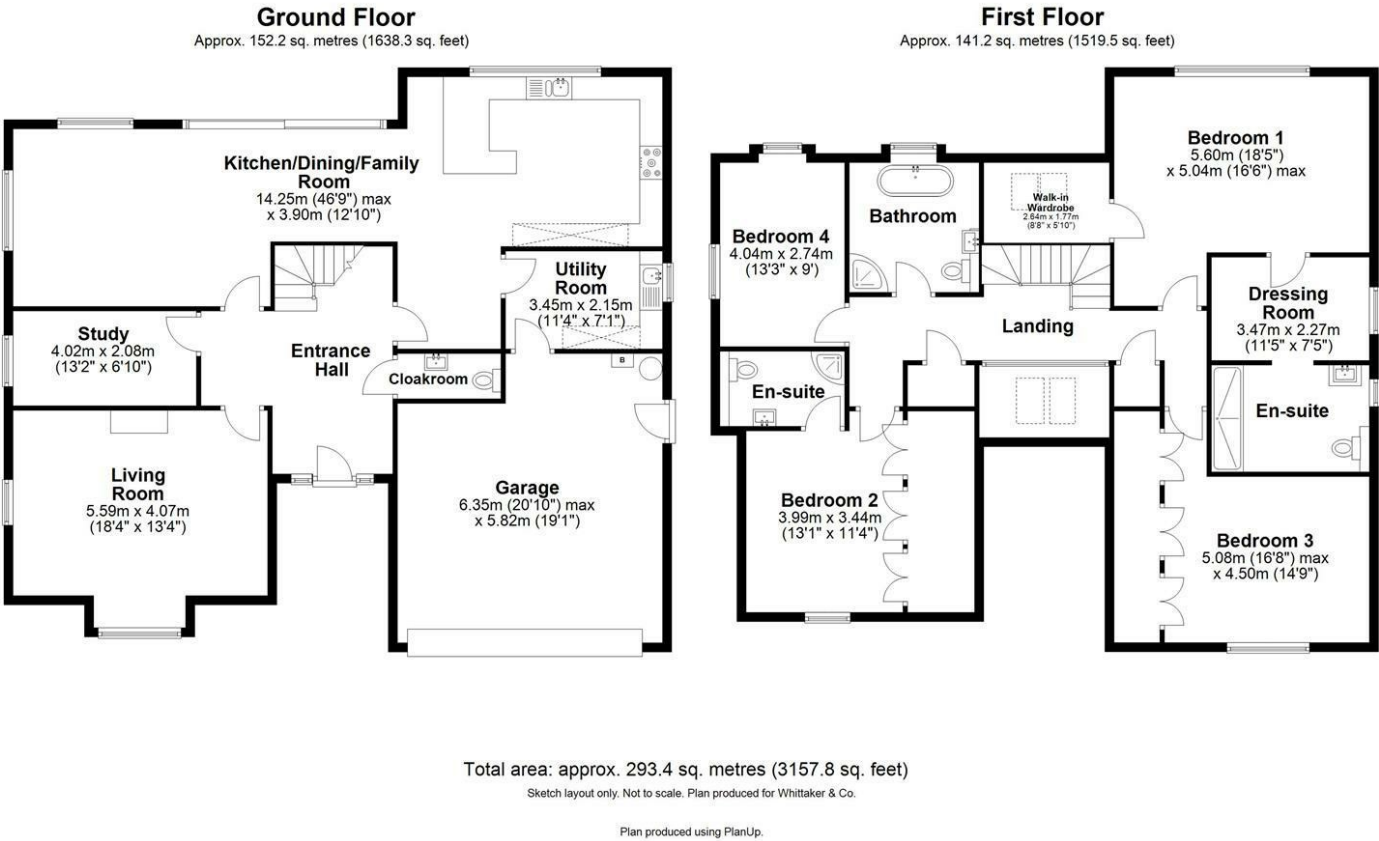 Ground Floor
Approx. 152.2 sq. metres (1638.3 sq. feet)
Kitchen/Dining/Family
Room
14.25m (46'9") max
x 3.90m (12'10")
Utility
Room
3.45m x 2.15m
(11'4" x 7'1")
Study
4.02m x 2.08m
(13'2" x 6'10")
Entrance
Hall
Cloakroom
B
Living
Room
5.59m x 4.07m
(18'4" x 13'4")
Garage
6.35m (20'10") max
x 5.82m (19'1")
First Floor
Approx. 141.2 sq. metres (1519.5 sq. feet)
Bedroom 1
5.60m (18'5")
x 5.04m (16'6") max
Walk-in
Wardrobe
2.64m x 1.77m
(8'8" x 5'10")
Bathroom
Bedroom 4
4.04m x 2.74m
(13'3" x 9')
Dressing
Room
3.47m x 2.27m
(11'5" x 7'5")
Landing
En-suite
En-suite
Bedroom 2
3.99m x 3.44m
(13'1" x 11'4")
Bedroom 3
5.08m (16'8") max
x 4.50m (14'9")
Total area: approx. 293.4 sq. metres (3157.8 sq. feet)
Sketch layout only. Not to scale. Plan produced for Whittaker & Co.
Plan produced using PlanUp.